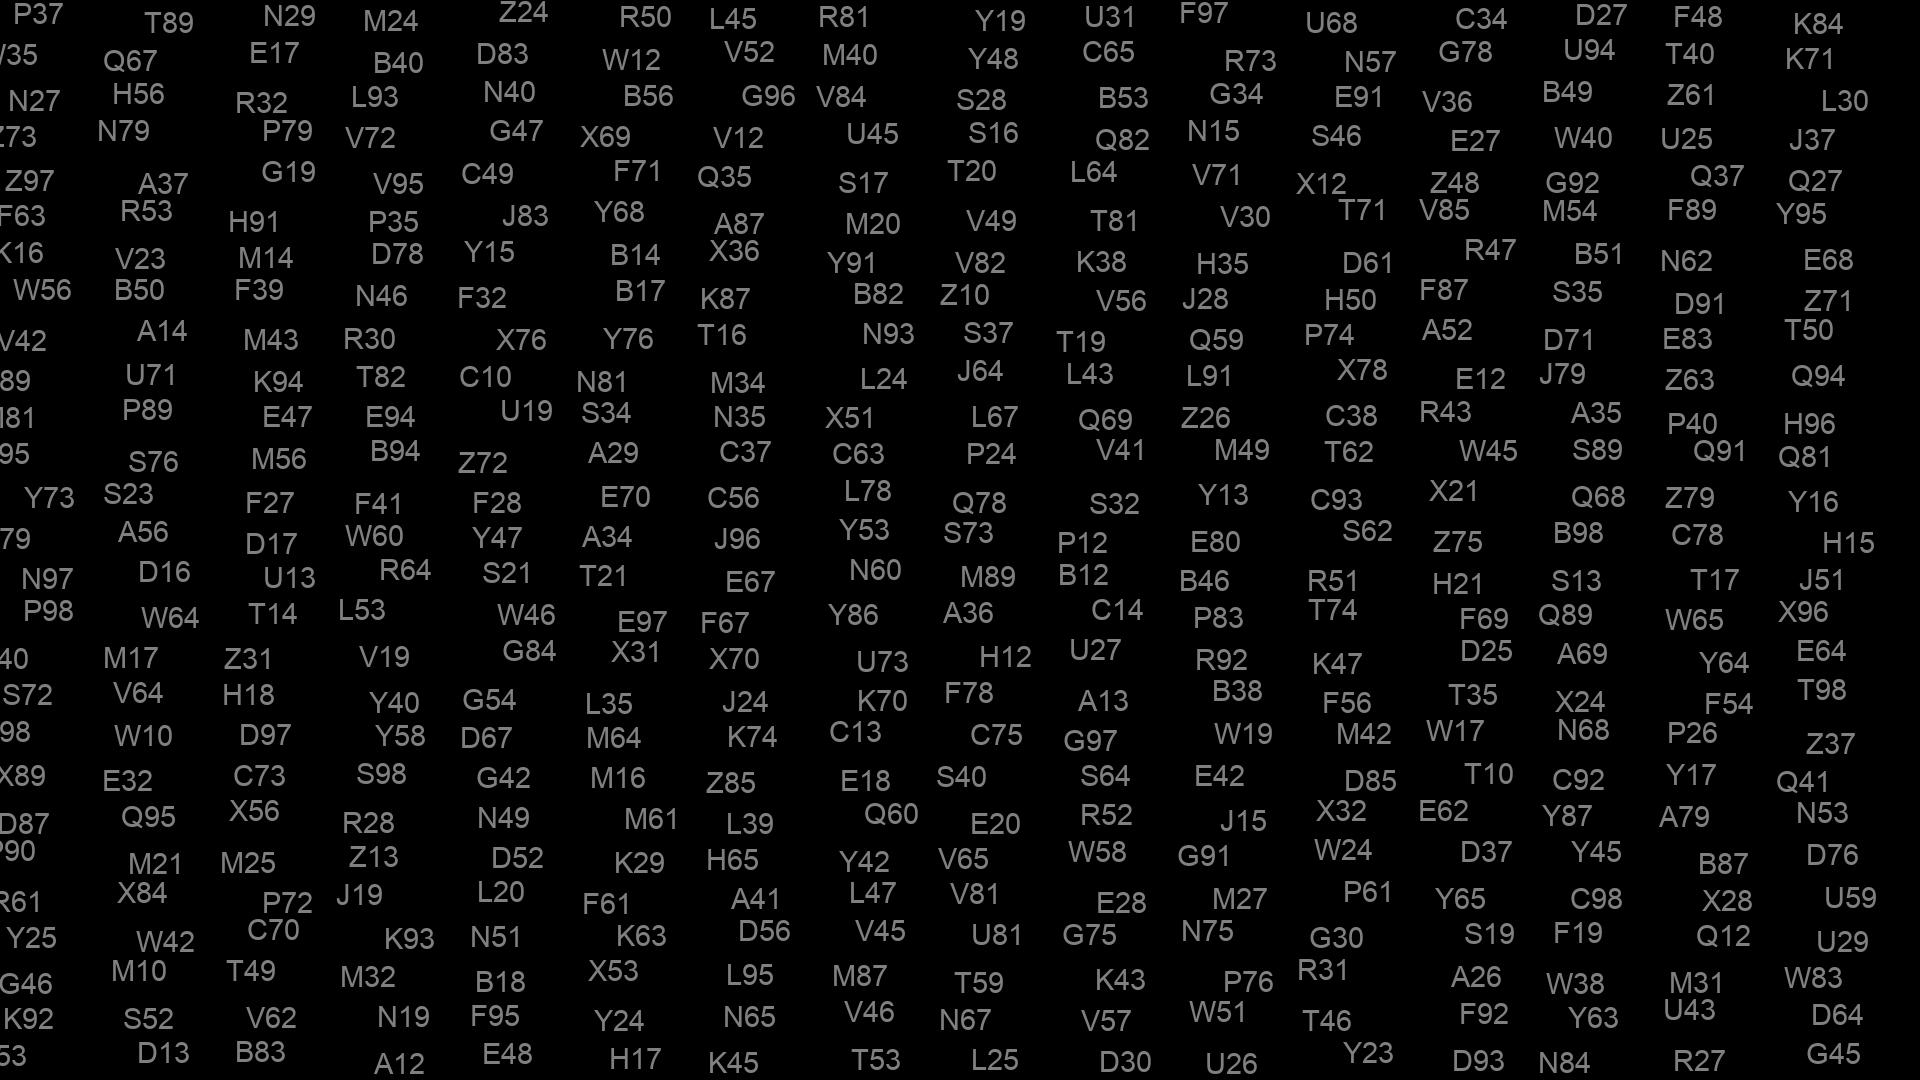 P37 T89 N29 M24 Z24 R50 L45 R81 Y19 U31 F97 U68 C34 D27 F48 K84
Q67 E17 B40 D83 W12 V52 M40 Y48 C65 R73 N57 G78 U94 T40 K71
N27 H56 R32 L93 N40 B56 G96 V84 S28 B53 G34 E91 V36 B49 Z61 L30
Z73 N79 P79 V72 G47 X69 V12 U45 S16 Q82 N15 S46 E27 W40 U25 J37
Z97 A37 G19 V95 C49 F71 Q35 S17 T20 L64 V71 X12 Z48 G92 Q37 Q27
F63 R53 H91 P35 J83 Y68 A87 M20 V49 T81 V30 T71 V85 M54 F89 Y95
K16 V23 M14 D78 Y15 B14 X36 Y91 V82 K38 H35 D61 R47 B51 N62 E68
W56 B50 F39 N46 F32 B17 K87 B82 Z10 V56 J28 H50 F87 S35 D91 Z71
V42 A14 M43 R30 X76 Y76 T16 N93 S37 T19 Q59 P74 A52 D71 E83 T50
89 U71 K94 T82 C10 N81 M34 L24 J64 L43 L91 X78 E12 J79 Z63 Q94
81 P89 E47 E94 U19 S34 N35 X51 L67 Q69 Z26 C38 R43 A35 P40 H96
95 S76 M56 B94 Z72 A29 C37 C63 P24 V41 M49 T62 W45 S89 Q91 Q81
Y73 S23 F27 F41 F28 E70 C56 L78 Q78 S32 Y13 C93 X21 Q68 Z79 Y16
79 A56 D17 W60 Y47 A34 J96 Y53 S73 P12 E80 S62 Z75 B98 C78 H15
N97 D16 U13 R64 S21 T21 E67 N60 M89 B12 B46 R51 H21 S13 T17 J51
P98 W64 T14 L53 W46 E97 F67 Y86 A36 C14 P83 T74 F69 Q89 W65 X96
40 M17 Z31 V19 G84 X31 X70 U73 H12 U27 R92 K47 D25 A69 Y64 E64
S72 V64 H18 Y40 G54 L35 J24 K70 F78 A13 B38 F56 T35 X24 F54 T98
98 W10 D97 Y58 D67 M64 K74 C13 C75 G97 W19 M42 W17 N68 P26 Z37
X89 E32 C73 S98 G42 M16 Z85 E18 S40 S64 E42 D85 T10 C92 Y17 Q41
D87 Q95 X56 R28 N49 M61 L39 Q60 E20 R52 J15 X32 E62 Y87 A79 N53
P90 M21 M25 Z13 D52 K29 H65 Y42 V65 W58 G91 W24 D37 Y45 B87 D76
R61 X84 P72 J19 L20 F61 A41 L47 V81 E28 M27 P61 Y65 C98 X28 U59
Y25 W42 C70 K93 N51 K63 D56 V45 U81 G75 N75 G30 S19 F19 Q12 U29
G46 M10 T49 M32 B18 X53 L95 M87 T59 K43 P76 R31 A26 W38 M31 W83
K92 S52 V62 N19 F95 Y24 N65 V46 N67 V57 W51 T46 F92 Y63 U43 D64
53 D13 B83 A12 E48 H17 K45 T53 L25 D30 U26 Y23 D93 N84 R27 G45